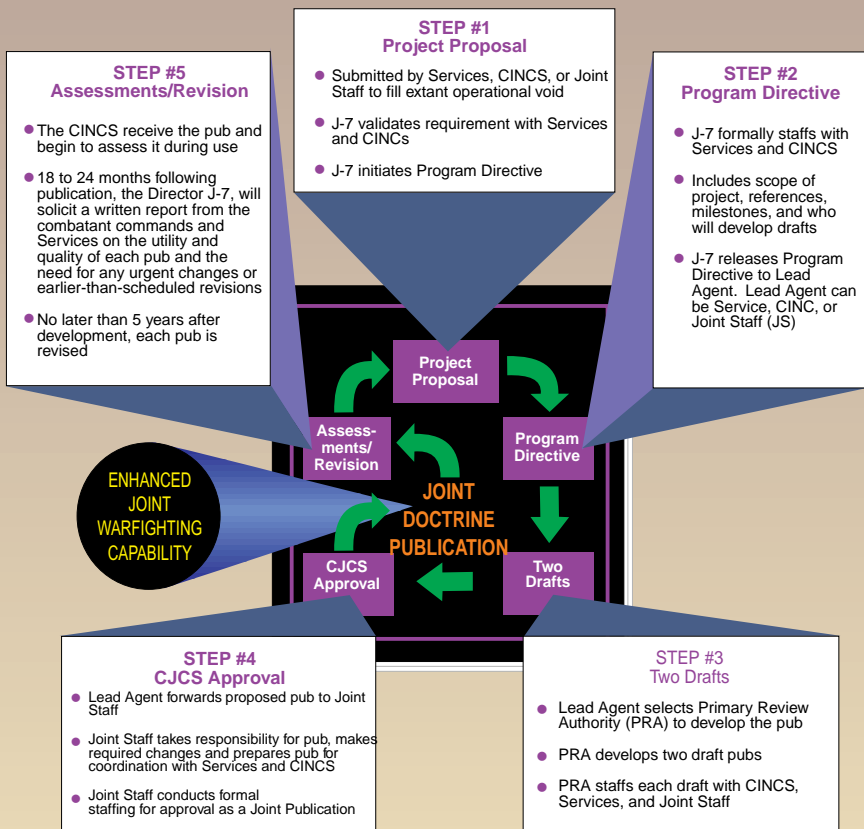 STEP #1
Project Proposal
Submitted by Services, CINCS, or Joint
Staff to fill extant operational void
J-7 validates requirement with Services
and CINCs
J-7 initiates Program Directive
STEP #5
Assessments/Revision
The CINCS receive the pub and
begin to assess it during use
18 to 24 months following
publication, the Director J-7, will
solicit a written report from the
combatant commands and
Services on the utility and
quality of each pub and the
need for any urgent changes or
earlier-than-scheduled revisions
No later than 5 years after
development, each pub is
revised
STEP #2
Program Directive
J-7 formally staffs with
Services and CINCS
Includes scope of
project, references,
milestones, and who
will develop drafts
J-7 releases Program
Directive to Lead
Agent. Lead Agent can
be Service, CINC, or
Joint Staff (JS)
Project
Proposal
Assess-
ments/
Revision
Program
Directive
ENHANCED
JOINT
WARFIGHTING
CAPABILITY
JOINT
DOCTRINE
PUBLICATION
CJCS
Approval
Two
Drafts
STEP #4
CJCS Approval
Lead Agent forwards proposed pub to Joint
Staff
Joint Staff takes responsibility for pub, makes
required changes and prepares pub for
coordination with Services and CINCS
Joint Staff conducts formal
staffing for approval as a Joint Publication
STEP #3
Two Drafts
Lead Agent selects Primary Review
Authority (PRA) to develop the pub
PRA develops two draft pubs
PRA staffs each draft with CINCS,
Services, and Joint Staff